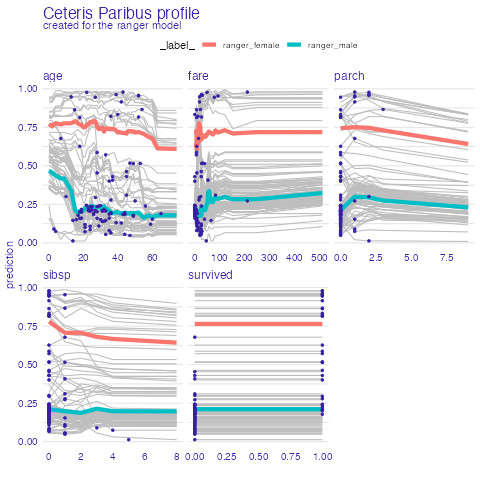 Ceteris Paribus profile
created for the ranger model
_label_ ranger_female ranger_male
age fare parch
1.00
0.75
0.50
0.25
0.00
0 20 40 60 0 100 200 300 400 500 0.0 2.5 5.0 7.5
prediction
sibsp survived
1.00
0.75
0.50
0.25
0.00
0 2 4 6 8 0.00 0.25 0.50 0.75 1.00